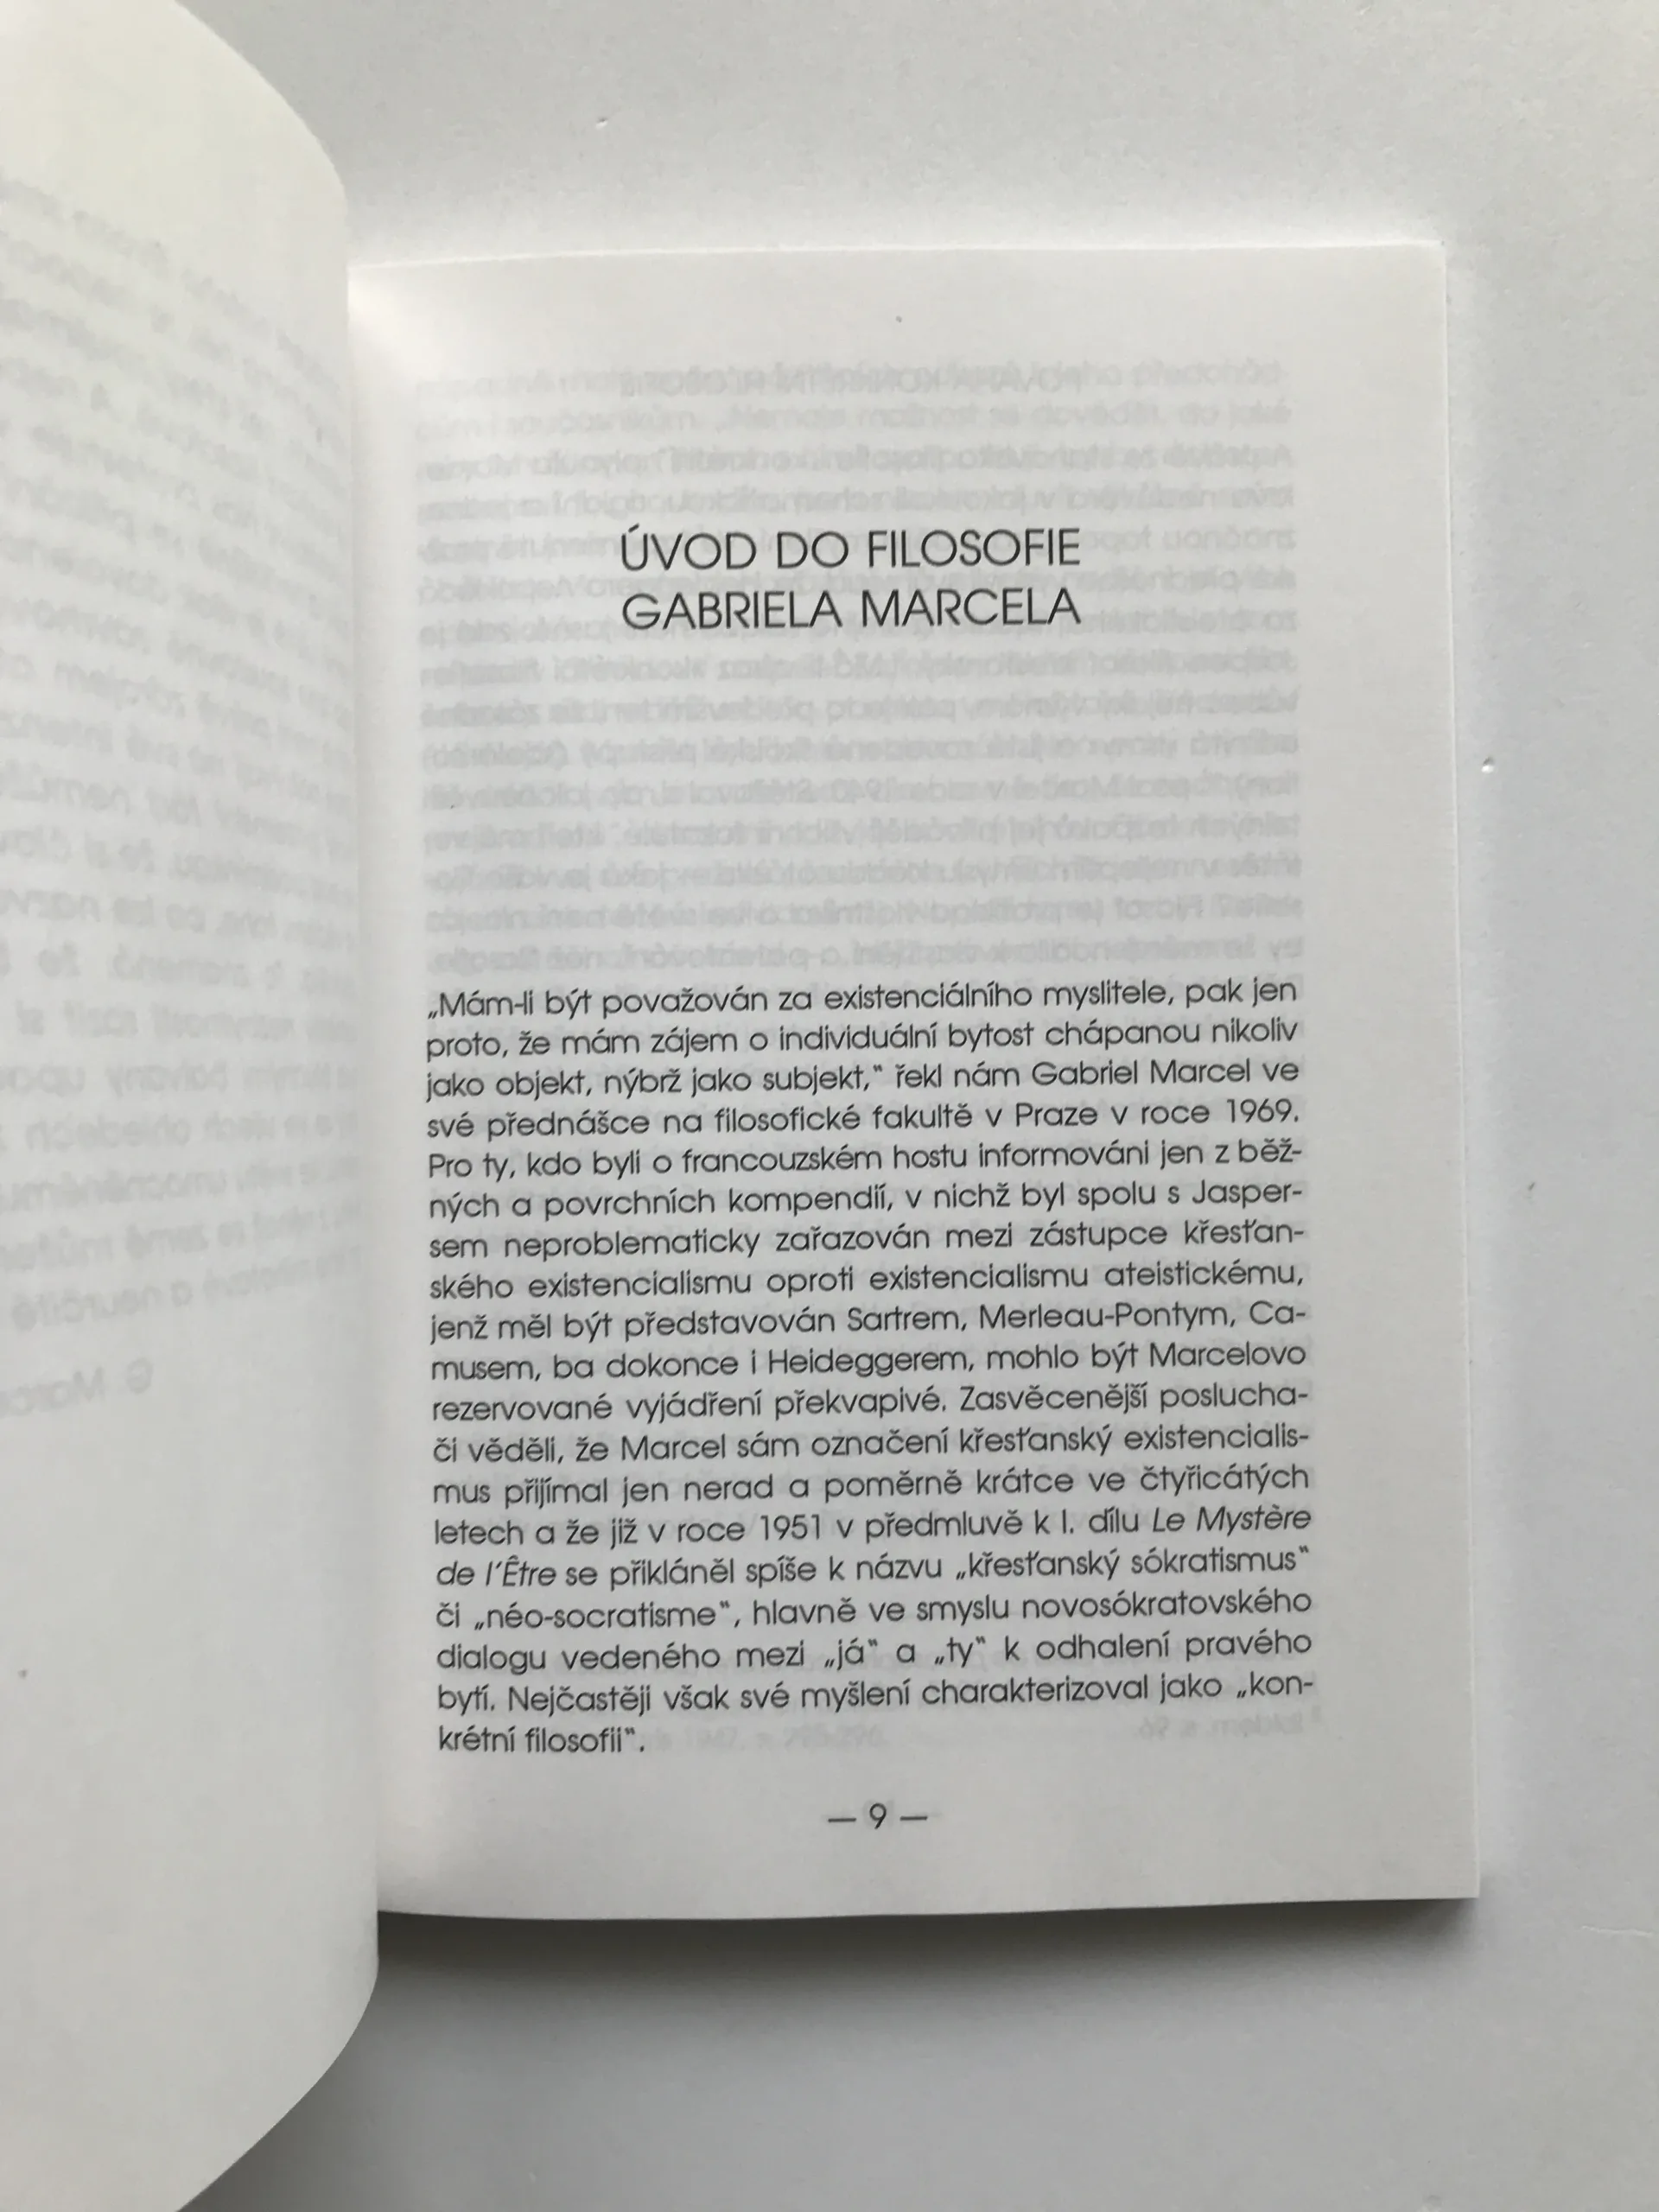 ÚVOD DO FILOSOFIE
GABRIELA MARCELA
„Mám-li být považován za existenciálního myslitele, pak jen
proto, že mám zájem o individuální bytost chápanou nikoliv
jako objekt, nýbrž jako subjekt,“ řekl nám Gabriel Marcel ve
své přednášce na filosofické fakultě v Praze v roce 1969.
Pro ty, kdo byli o francouzském hostu informováni jen z běž-
ných a povrchních kompendií, v nichž byl spolu s Jasper-
sem neproblematicky zařazován mezi zástupce křesťan-
ského existencialismu oproti existencialismu ateistickému,
jenž měl být představován Sartrem, Merleau-Pontym, Ca-
musem, ba dokonce i Heideggerem, mohlo být Marcelovo
rezervované vyjádření překvapivé. Zasvěcenější poslucha-
či věděli, že Marcel sám označení křesťanský existencialis-
mus přijímal jen nerad a poměrně krátce ve čtyřicátých
letech a že již v roce 1951 v předmluvě k I. dílu Le Mystère
de l'Être se přikláněl spíše k názvu „křesťanský sókratismus“
či „néo-socratisme“, hlavně ve smyslu novosókratovského
dialogu vedeného mezi „já“ a „ty“ k odhalení pravého
bytí. Nejčastěji však své myšlení charakterizoval jako „kon-
krétní filosofii“.
— 9 —